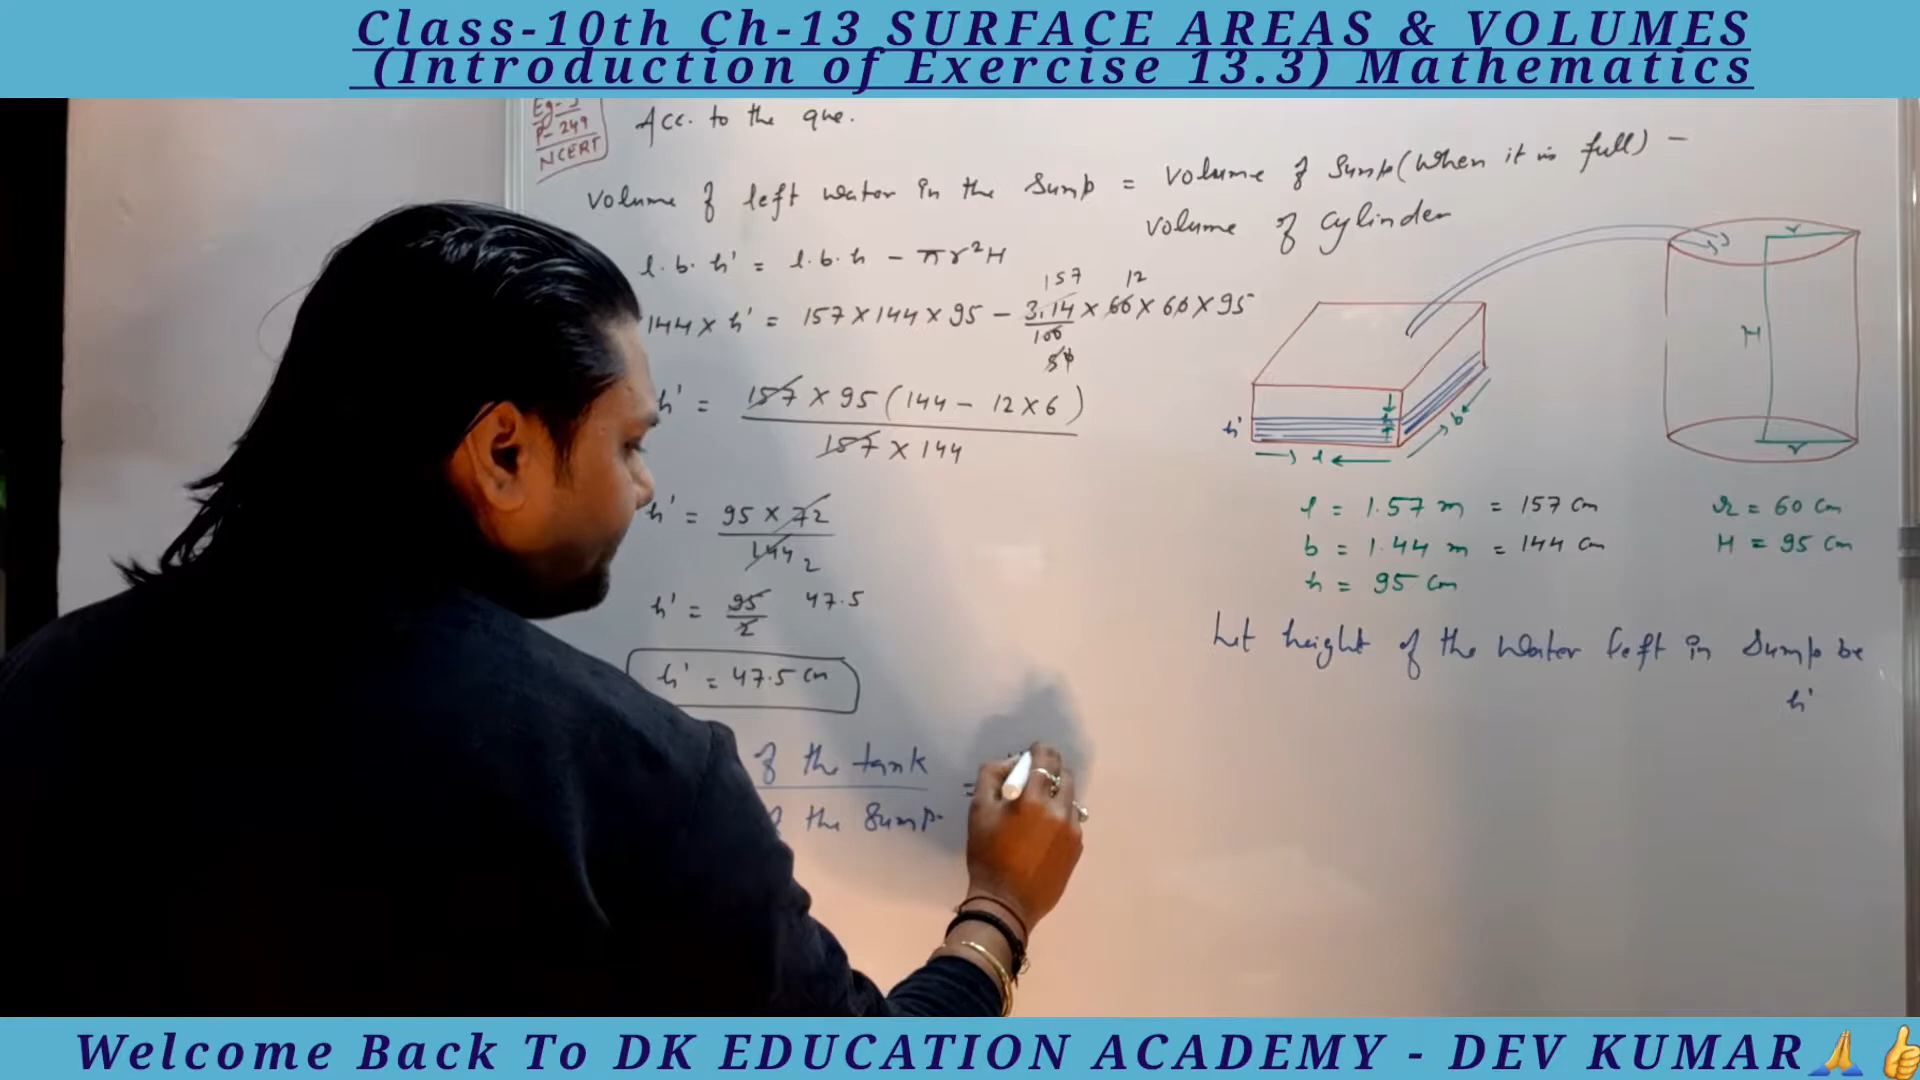 Class-10th Ch-13 SURFACE AREAS & VOLUMES
(Introduction of Exercise 13.3) Mathematics
Eg-
P-249
NCERT
Acc. to the que.
Volume of left water in the Sump = Volume of Sump (When it is full) -
Volume of cylinder
l.b.h' = l.b.h - πr²H
157 12
144 × h' = 157 × 144 × 95 - 3.14 × 60 × 60 × 95
100
h' = 157 × 95 (144 - 12 × 6)
157 × 144
h' = 95 × 72
144 2
h' = 95 47.5
2
h' = 47.5 cm
of the tank =
of the Sump
r
H
h'
h
b
l
r
l = 1.57 m = 157 cm
b = 1.44 m = 144 cm
h = 95 cm
r = 60 cm
H = 95 cm
Let height of the Water left in Sump be
h'
Welcome Back To DK EDUCATION ACADEMY - DEV KUMAR🙏👍